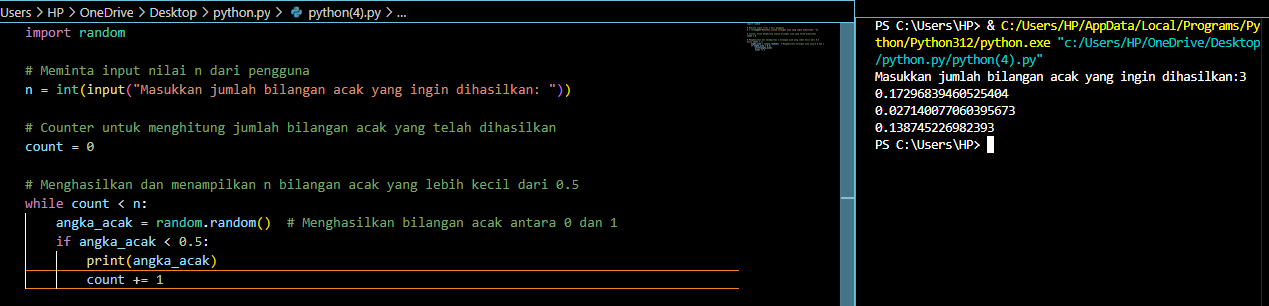 Users > HP > OneDrive > Desktop > python.py > python(4).py > ...
import random
# Meminta input nilai n dari pengguna
n = int(input("Masukkan jumlah bilangan acak yang ingin dihasilkan: "))
# Counter untuk menghitung jumlah bilangan acak yang telah dihasilkan
count = 0
# Menghasilkan dan menampilkan n bilangan acak yang lebih kecil dari 0.5
while count < n:
    angka_acak = random.random()  # Menghasilkan bilangan acak antara 0 dan 1
    if angka_acak < 0.5:
        print(angka_acak)
        count += 1
PS C:\Users\HP> & C:/Users/HP/AppData/Local/Programs/Py
thon/Python312/python.exe "c:/Users/HP/OneDrive/Desktop
/python.py/python(4).py"
Masukkan jumlah bilangan acak yang ingin dihasilkan:3
0.17296839460525404
0.027140077060395673
0.138745226982393
PS C:\Users\HP>